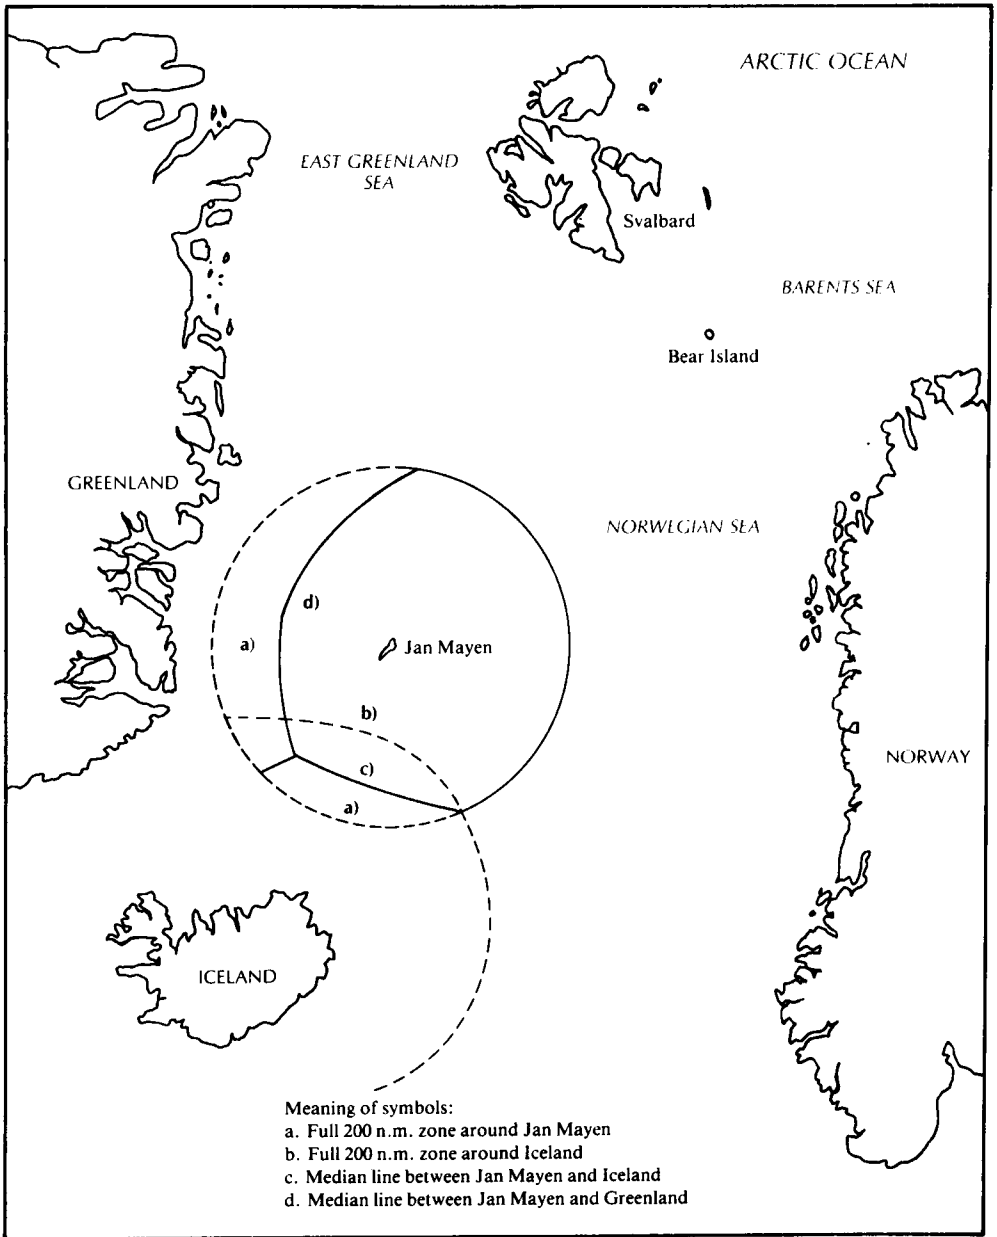 ARCTIC OCEAN
EAST GREENLAND
SEA
Svalbard
BARENTS SEA
Bear Island
GREENLAND
NORWEGIAN SEA
d)
a)
Jan Mayen
b)
c)
NORWAY
a)
ICELAND
Meaning of symbols:
a. Full 200 n.m. zone around Jan Mayen
b. Full 200 n.m. zone around Iceland
c. Median line between Jan Mayen and Iceland
d. Median line between Jan Mayen and Greenland